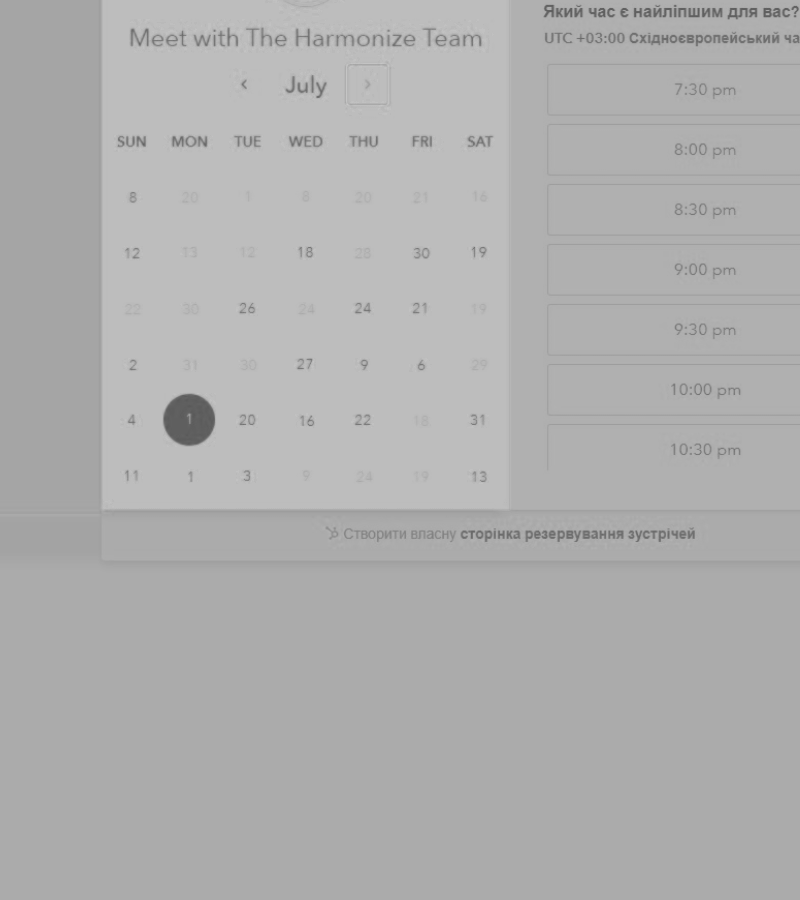 Meet with The Harmonize Team
‹ July ›
SUN MON TUE WED THU FRI SAT
8 20 1 8 20 21 16
12 13 12 18 28 30 19
22 30 26 24 24 21 19
2 31 30 27 9 6 29
4 1 20 16 22 18 31
11 1 3 9 24 19 13
Який час є найліпшим для вас?
UTC +03:00 Східноєвропейський ча
7:30 pm
8:00 pm
8:30 pm
9:00 pm
9:30 pm
10:00 pm
10:30 pm
Створити власну сторінка резервування зустрічей